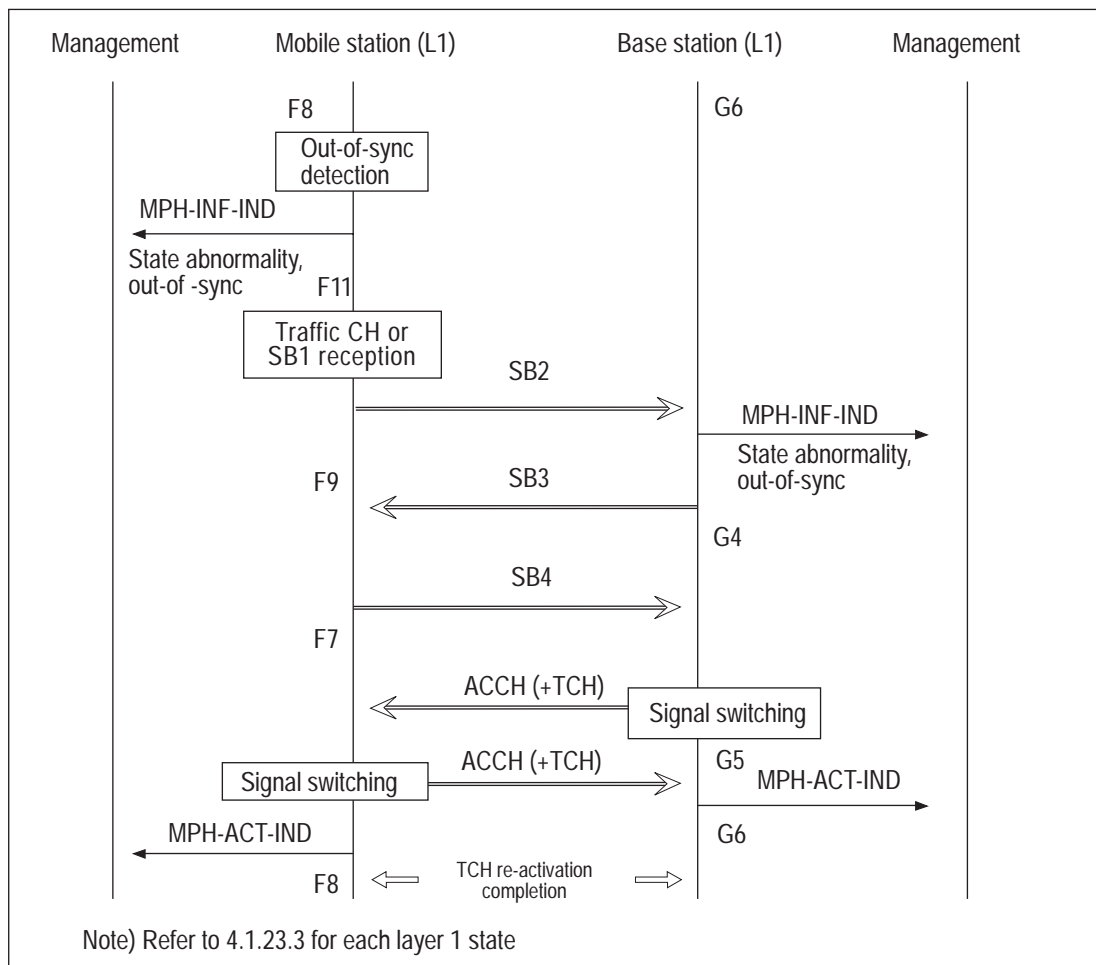 Management
Mobile station (L1)
Base station (L1)
Management
F8
G6
Out-of-sync
detection
MPH-INF-IND
State abnormality,
out-of -sync
F11
Traffic CH or
SB1 reception
SB2
MPH-INF-IND
State abnormality,
out-of-sync
F9
SB3
G4
SB4
F7
ACCH (+TCH)
Signal switching
G5
ACCH (+TCH)
Signal switching
MPH-ACT-IND
G6
MPH-ACT-IND
F8
TCH re-activation
completion
Note) Refer to 4.1.23.3 for each layer 1 state